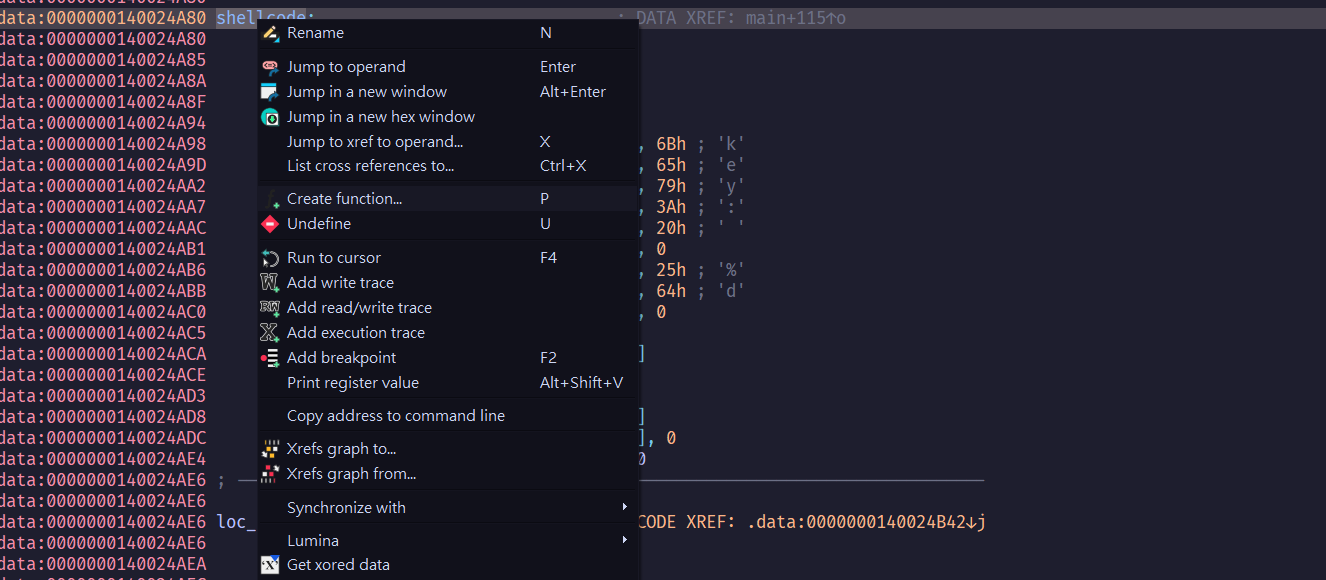 data:0000000140024A80 shellcode: ; DATA XREF: main+115↑o
data:0000000140024A80
data:0000000140024A85
data:0000000140024A8A
data:0000000140024A8F
data:0000000140024A94
data:0000000140024A98 , 6Bh ; 'k'
data:0000000140024A9D , 65h ; 'e'
data:0000000140024AA2 , 79h ; 'y'
data:0000000140024AA7 , 3Ah ; ':'
data:0000000140024AAC , 20h ; ' '
data:0000000140024AB1 , 0
data:0000000140024AB6 , 25h ; '%'
data:0000000140024ABB , 64h ; 'd'
data:0000000140024AC0 , 0
data:0000000140024AC5
data:0000000140024ACA ]
data:0000000140024ACE
data:0000000140024AD3
data:0000000140024AD8 ]
data:0000000140024ADC ], 0
data:0000000140024AE4
data:0000000140024AE6 ;
data:0000000140024AE6
data:0000000140024AE6 loc_ CODE XREF: .data:0000000140024B42↓j
data:0000000140024AE6
data:0000000140024AEA
Rename N
Jump to operand Enter
Jump in a new window Alt+Enter
Jump in a new hex window
Jump to xref to operand... X
List cross references to... Ctrl+X
Create function... P
Undefine U
Run to cursor F4
Add write trace
Add read/write trace
Add execution trace
Add breakpoint F2
Print register value Alt+Shift+V
Copy address to command line
Xrefs graph to...
Xrefs graph from...
Synchronize with
Lumina
Get xored data